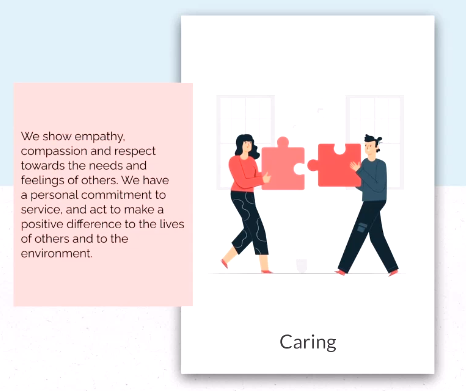 We show empathy,
compassion and respect
towards the needs and
feelings of others. We have
a personal commitment to
service, and act to make a
positive difference to the lives
of others and to the
environment.
Caring